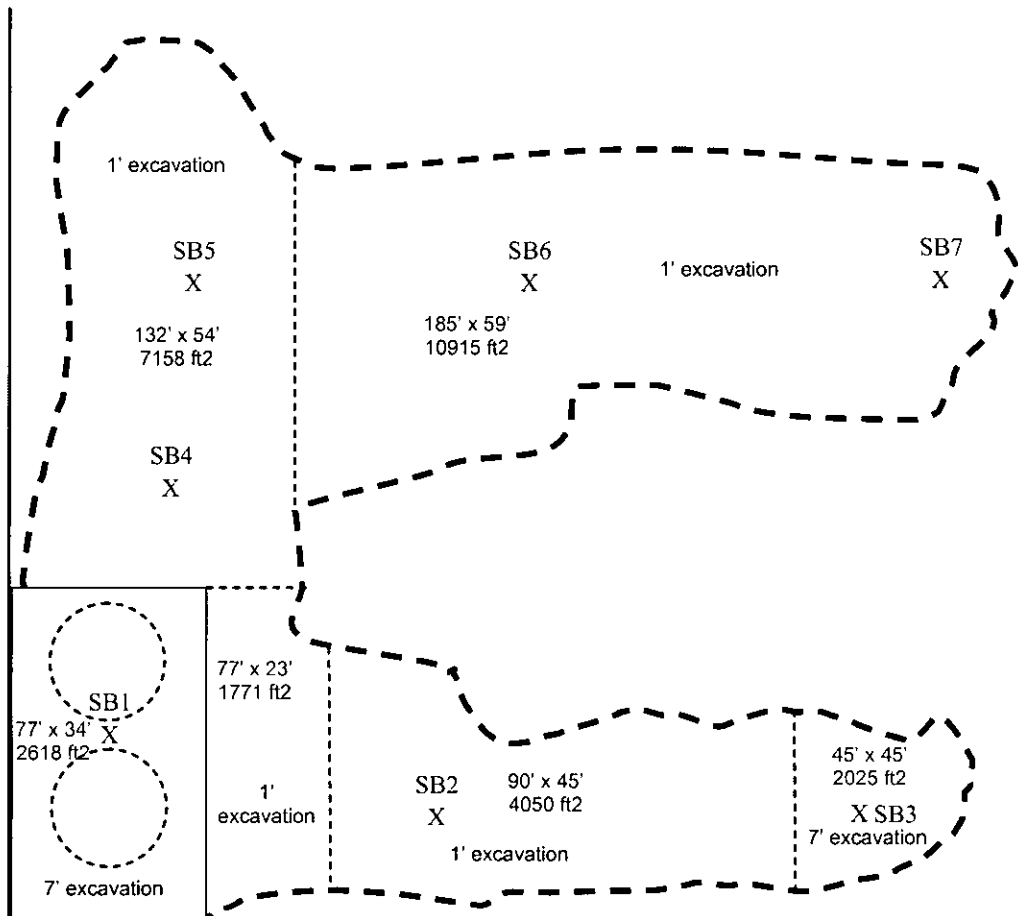 1' excavation
SB5
X
132' x 54'
7158 ft2
SB4
X
SB6
X
185' x 59'
10915 ft2
1' excavation
SB7
X
77' x 34'
2618 ft2
SB1
X
7' excavation
77' x 23'
1771 ft2
1'
excavation
SB2
X
90' x 45'
4050 ft2
1' excavation
45' x 45'
2025 ft2
X SB3
7' excavation